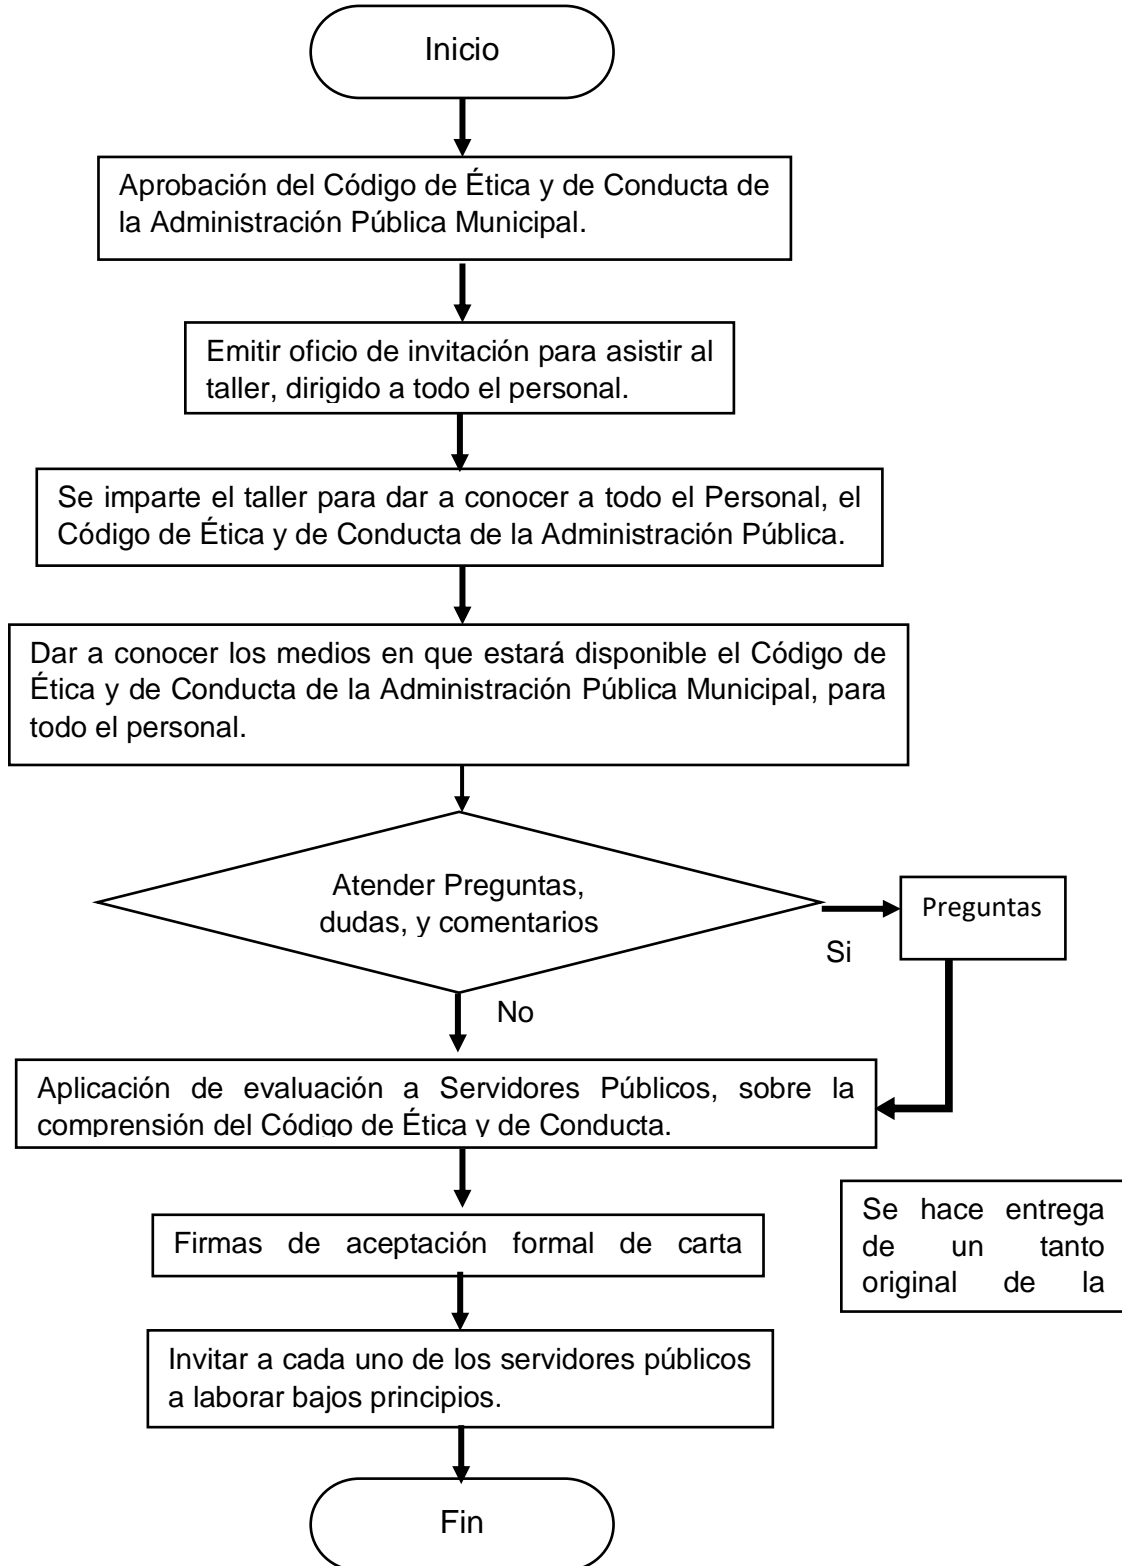 Inicio
Aprobación del Código de Ética y de Conducta de
la Administración Pública Municipal.
Emitir oficio de invitación para asistir al
taller, dirigido a todo el personal.
Se imparte el taller para dar a conocer a todo el Personal, el
Código de Ética y de Conducta de la Administración Pública.
Dar a conocer los medios en que estará disponible el Código de
Ética y de Conducta de la Administración Pública Municipal, para
todo el personal.
Atender Preguntas,
dudas, y comentarios
Si
Preguntas
No
Aplicación de evaluación a Servidores Públicos, sobre la
comprensión del Código de Ética y de Conducta.
Firmas de aceptación formal de carta
Se hace entrega
de un tanto
original de la
Invitar a cada uno de los servidores públicos
a laborar bajos principios.
Fin